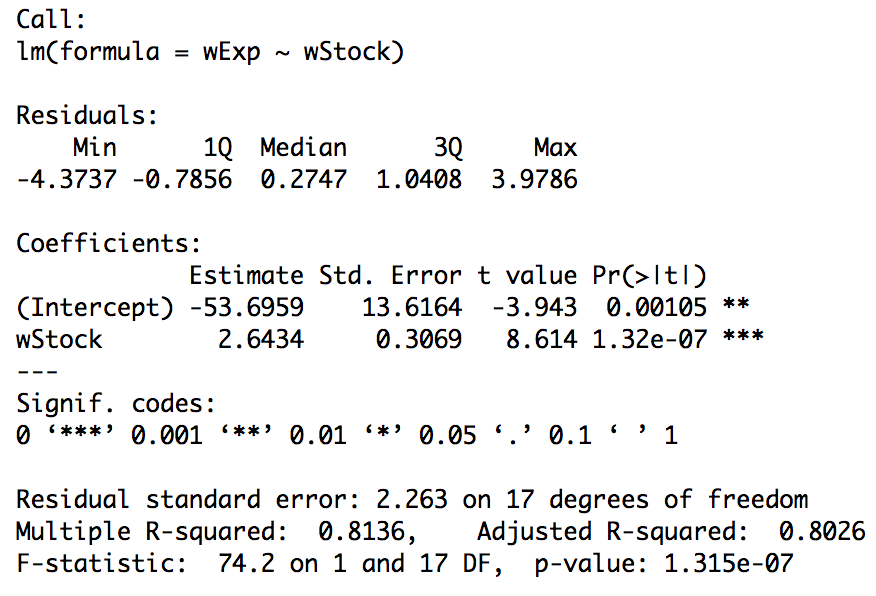 Call:
lm(formula = wExp ~ wStock)
Residuals:
    Min      1Q  Median      3Q     Max
-4.3737 -0.7856  0.2747  1.0408  3.9786
Coefficients:
            Estimate Std. Error t value Pr(>|t|)
(Intercept) -53.6959    13.6164  -3.943  0.00105 **
wStock        2.6434     0.3069   8.614 1.32e-07 ***
---
Signif. codes:
0 ‘***’ 0.001 ‘**’ 0.01 ‘*’ 0.05 ‘.’ 0.1 ‘ ’ 1
Residual standard error: 2.263 on 17 degrees of freedom
Multiple R-squared:  0.8136,    Adjusted R-squared:  0.8026
F-statistic:  74.2 on 1 and 17 DF,  p-value: 1.315e-07